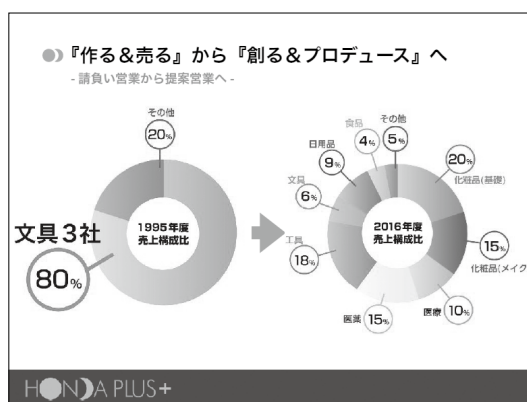 『作る＆売る』から『創る＆プロデュース』へ
- 請負い営業から提案営業へ -
その他
20%
文具３社
80%
1995年度
売上構成比
その他
5%
食品
4%
日用品
9%
文具
6%
工具
18%
医薬
15%
医療
10%
化粧品(メイク
15%
化粧品(基礎)
20%
2016年度
売上構成比
HONDA PLUS+